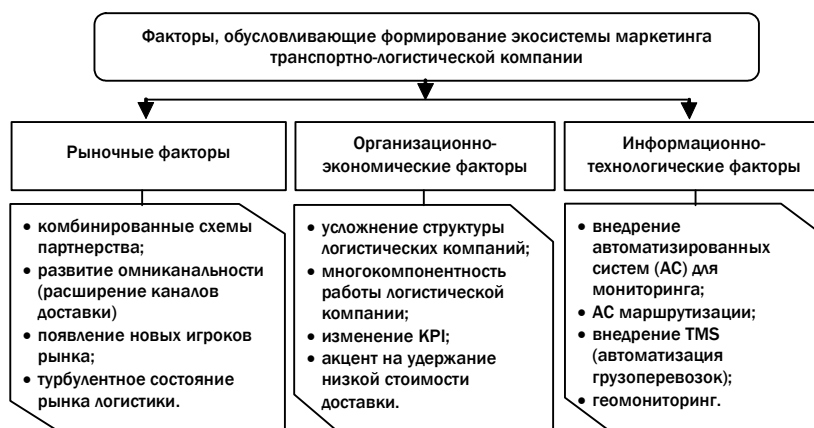 Факторы, обусловливающие формирование экосистемы маркетинга
транспортно-логистической компании
Рыночные факторы
Организационно-
экономические факторы
Информационно-
технологические факторы
• комбинированные схемы
партнерства;
• развитие омниканальности
(расширение каналов
доставки)
• появление новых игроков
рынка;
• турбулентное состояние
рынка логистики.
• усложнение структуры
логистических компаний;
• многокомпонентность
работы логистической
компании;
• изменение KPI;
• акцент на удержание
низкой стоимости
доставки.
• внедрение
автоматизированных
систем (АС) для
мониторинга;
• АС маршрутизации;
• внедрение TMS
(автоматизация
грузоперевозок);
• геомониторинг.